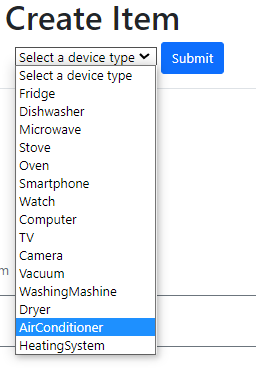 Create Item
Select a device type Submit
Select a device type
Fridge
Dishwasher
Microwave
Stove
Oven
Smartphone
Watch
Computer
TV
Camera
Vacuum
m
WashingMashine
Dryer
AirConditioner
HeatingSystem